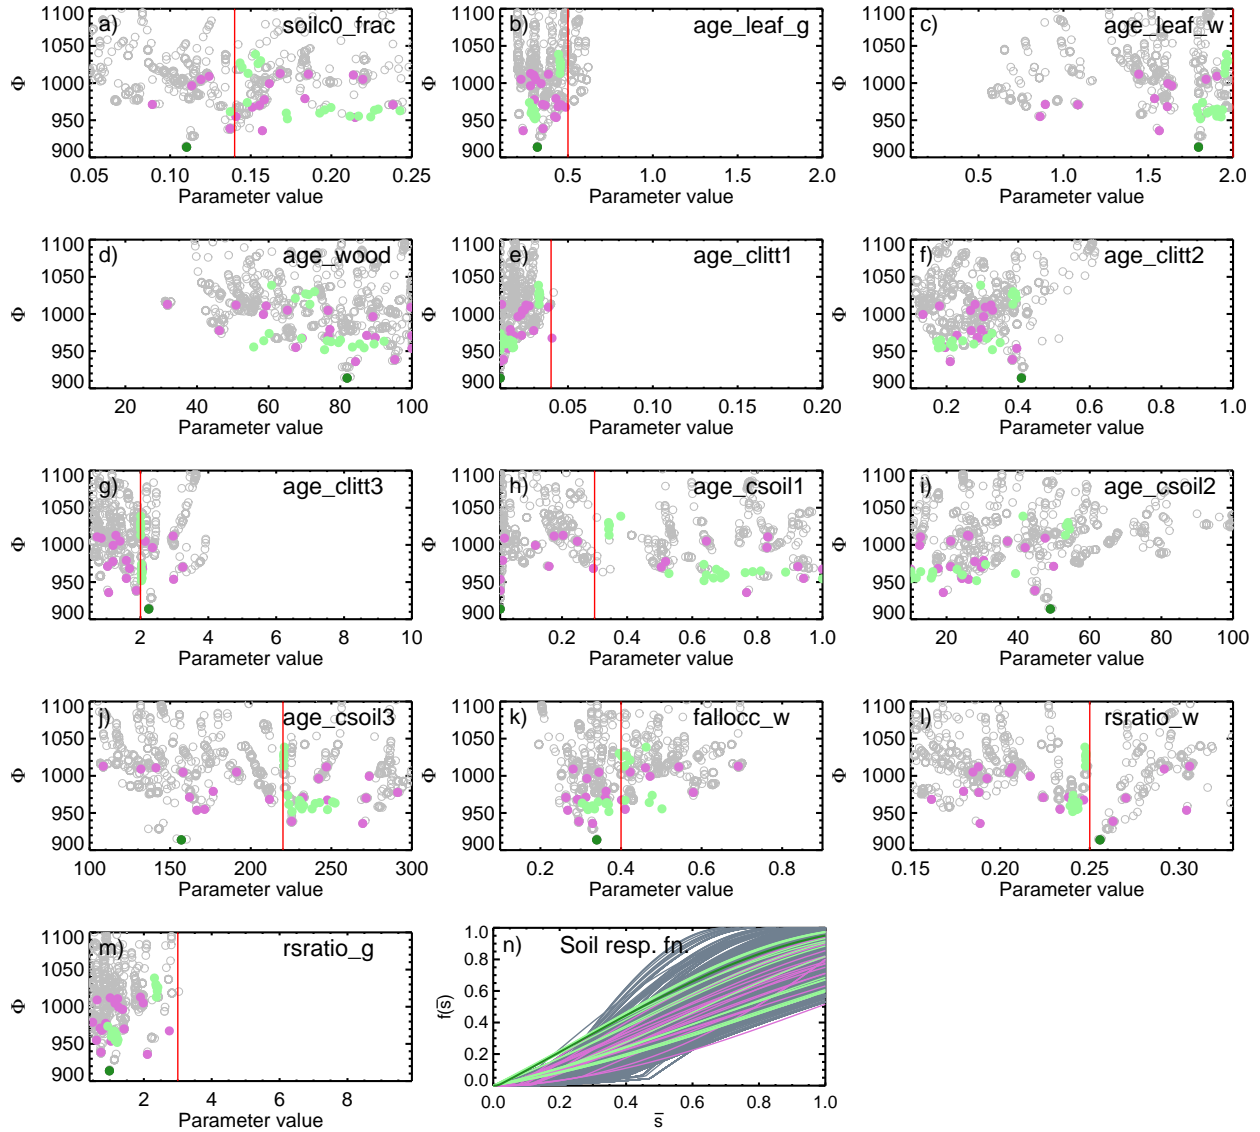 a) soilc0_frac
Φ
1100
1050
1000
950
900
0.05 0.10 0.15 0.20 0.25
Parameter value
b) age_leaf_g
Φ
1100
1050
1000
950
900
0.5 1.0 1.5 2.0
Parameter value
c) age_leaf_w
Φ
1100
1050
1000
950
900
0.5 1.0 1.5 2.0
Parameter value
d) age_wood
Φ
1100
1050
1000
950
900
20 40 60 80 100
Parameter value
e) age_clitt1
Φ
1100
1050
1000
950
900
0.05 0.10 0.15 0.20
Parameter value
f) age_clitt2
Φ
1100
1050
1000
950
900
0.2 0.4 0.6 0.8 1.0
Parameter value
g) age_clitt3
Φ
1100
1050
1000
950
900
2 4 6 8 10
Parameter value
h) age_csoil1
Φ
1100
1050
1000
950
900
0.2 0.4 0.6 0.8 1.0
Parameter value
i) age_csoil2
Φ
1100
1050
1000
950
900
20 40 60 80 100
Parameter value
j) age_csoil3
Φ
1100
1050
1000
950
900
100 150 200 250 300
Parameter value
k) fallocc_w
Φ
1100
1050
1000
950
900
0.2 0.4 0.6 0.8
Parameter value
l) rsratio_w
Φ
1100
1050
1000
950
900
0.15 0.20 0.25 0.30
Parameter value
m) rsratio_g
Φ
1100
1050
1000
950
900
2 4 6 8
Parameter value
n) Soil resp. fn.
f(s)
1.0
0.8
0.6
0.4
0.2
0.0
0.0 0.2 0.4 0.6 0.8 1.0
s̄